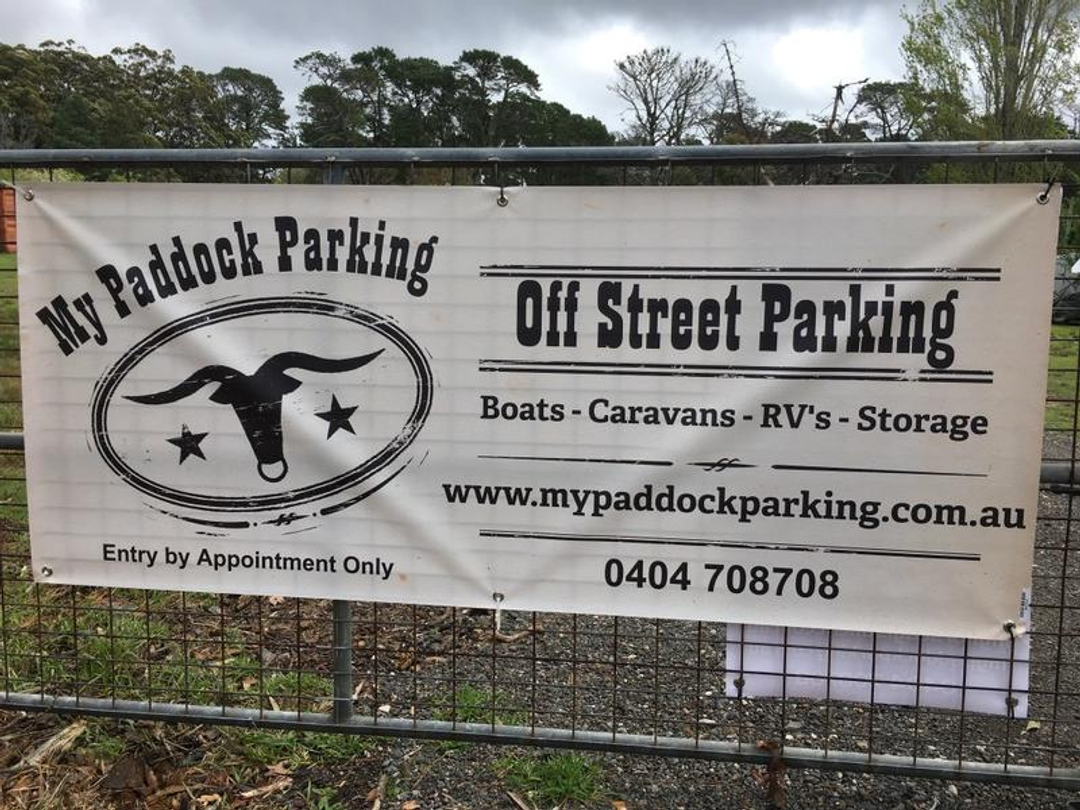 My Paddock Parking
Entry by Appointment Only
Off Street Parking
Boats - Caravans - RV's - Storage
www.mypaddockparking.com.au
0404 708708